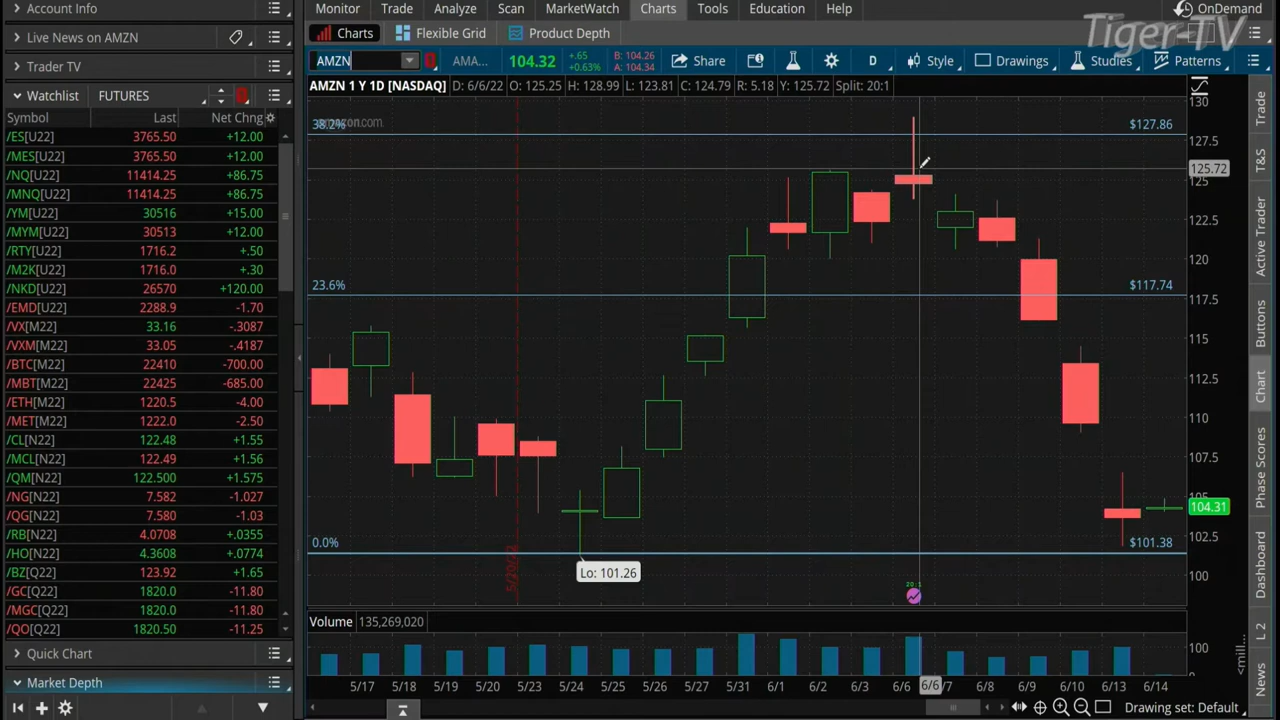 Account Info
Monitor Trade Analyze Scan MarketWatch Charts Tools Education Help
OnDemand
Tiger-TV
Live News on AMZN
Charts Flexible Grid Product Depth
Trader TV
AMZN AMA... 104.32 +.65 +0.63% B: 104.26 A: 104.34 Share D Style Drawings Studies Patterns
Watchlist FUTURES
AMZN 1 Y 1D [NASDAQ] D: 6/6/22 O: 125.25 H: 128.99 L: 123.81 C: 124.79 R: 5.18 Y: 125.72 Split: 20:1
Symbol Last Net Chng
/ES[U22] 3765.50 +12.00
/MES[U22] 3765.50 +12.00
/NQ[U22] 11414.25 +86.75
/MNQ[U22] 11414.25 +86.75
/YM[U22] 30516 +15.00
/MYM[U22] 30513 +12.00
/RTY[U22] 1716.2 +.50
/M2K[U22] 1716.0 +.30
/NKD[U22] 26570 +120.00
/EMD[U22] 2288.9 -1.70
/VX[M22] 33.16 -.3087
/VXM[M22] 33.05 -.4187
/BTC[M22] 22410 -700.00
/MBT[M22] 22425 -685.00
/ETH[M22] 1220.5 -4.00
/MET[M22] 1222.0 -2.50
/CL[N22] 122.48 +1.55
/MCL[N22] 122.49 +1.56
/QM[N22] 122.500 +1.575
/NG[N22] 7.582 -1.027
/QG[N22] 7.580 -1.03
/RB[N22] 4.0708 +.0355
/HO[N22] 4.3608 +.0774
/BZ[Q22] 123.92 +1.65
/GC[Q22] 1820.0 -11.80
/MGC[Q22] 1820.0 -11.80
/QO[Q22] 1820.50 -11.25
Quick Chart
Market Depth
38.2% amazon.com $127.86
23.6% $117.74
0.0% $101.38
Lo: 101.26
5/20/22
20:1
130
127.5
125.72
125
122.5
120
117.5
115
112.5
110
107.5
105
104.31
102.5
100
Volume 135,269,020
100
<mill...
5/17 5/18 5/19 5/20 5/23 5/24 5/25 5/26 5/27 5/31 6/1 6/2 6/3 6/6 6/6 6/7 6/8 6/9 6/10 6/13 6/14
Drawing set: Default
Trade
T&S
Active Trader
Buttons
Chart
Phase Scores
Dashboard
L 2
News